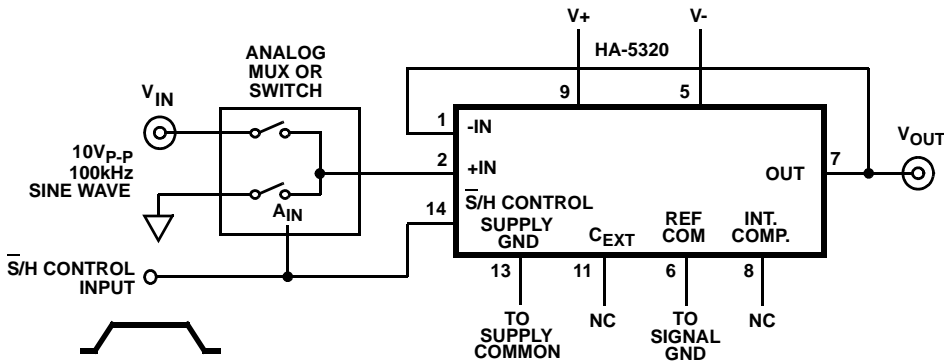 V+
V-
HA-5320
ANALOG
MUX OR
SWITCH
9
5
V_IN
1
-IN
V_OUT
10V_P-P
100kHz
SINE WAVE
2
+IN
OUT
7
A_IN
14
S̅/H CONTROL
SUPPLY
GND
C_EXT
REF
COM
INT.
COMP.
S̅/H CONTROL
INPUT
13
11
6
8
TO
SUPPLY
COMMON
NC
TO
SIGNAL
GND
NC